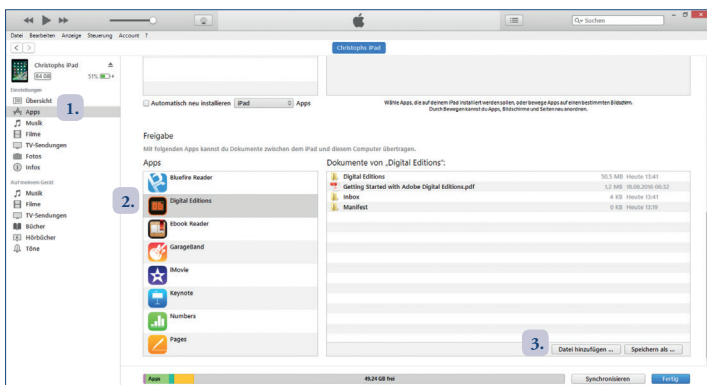 Suchen
Datei Bearbeiten Anzeige Steuerung Account ?
Christophs iPad
Christophs iPad
64 GB 51%
Einstellungen
Übersicht
Apps
1.
Musik
Filme
TV-Sendungen
Fotos
Infos
Auf meinem Gerät
Musik
Filme
TV-Sendungen
Bücher
Hörbücher
Töne
Automatisch neu installieren iPad Apps
Wähle Apps, die auf deinem iPad installiert werden sollen, oder bewege Apps auf einen bestimmten Bildschirm.
Durch Bewegen kannst du Apps, Bildschirme und Seiten neu anordnen.
Freigabe
Mit folgenden Apps kannst du Dokumente zwischen dem iPad und diesem Computer übertragen.
Apps
2.
Bluefire Reader
Digital Editions
Ebook Reader
GarageBand
iMovie
Keynote
Numbers
Pages
Dokumente von „Digital Editions“:
Digital Editions 50,5 MB Heute 13:41
Getting Started with Adobe Digital Editions.pdf 1,2 MB 18.08.2016 06:32
Inbox 4 KB Heute 13:41
Manifest 0 KB Heute 13:19
3.
Datei hinzufügen ... Speichern als ...
Apps 49,24 GB frei Synchronisieren Fertig